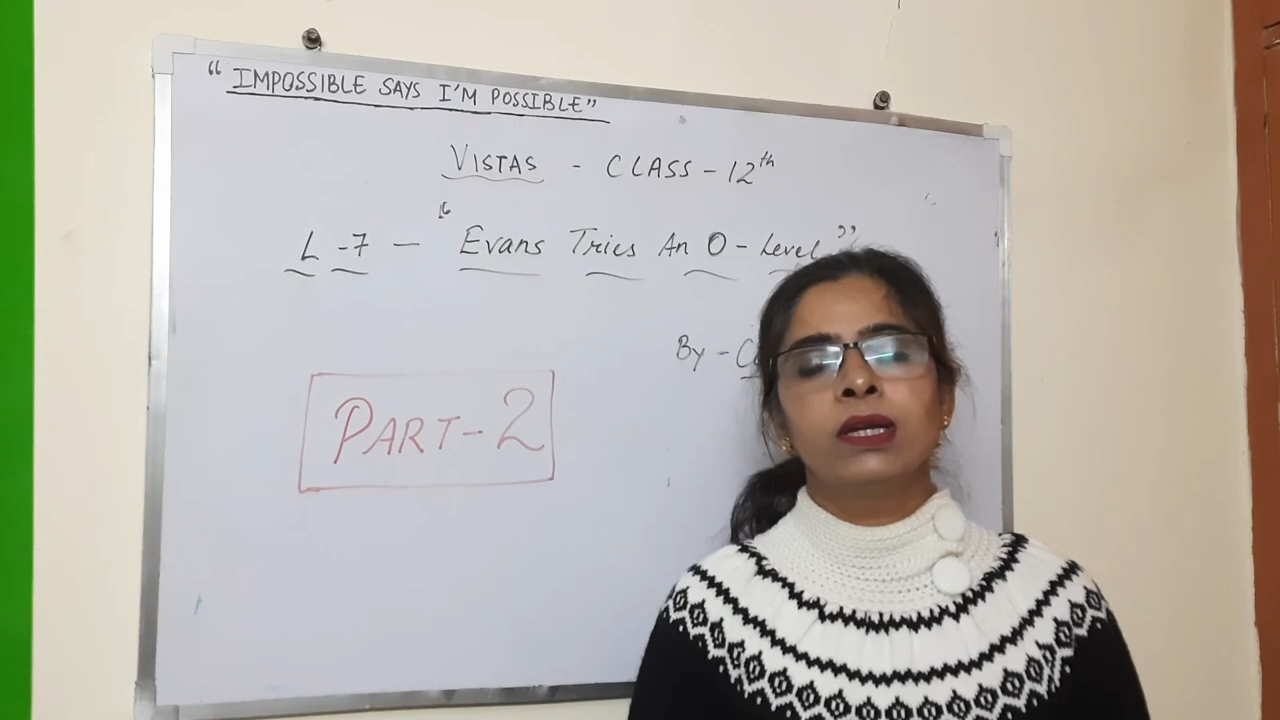 “IMPOSSIBLE SAYS I'M POSSIBLE”
VISTAS - CLASS - 12th
L - 7 - “Evans Tries An O - Level”
By -
PART - 2